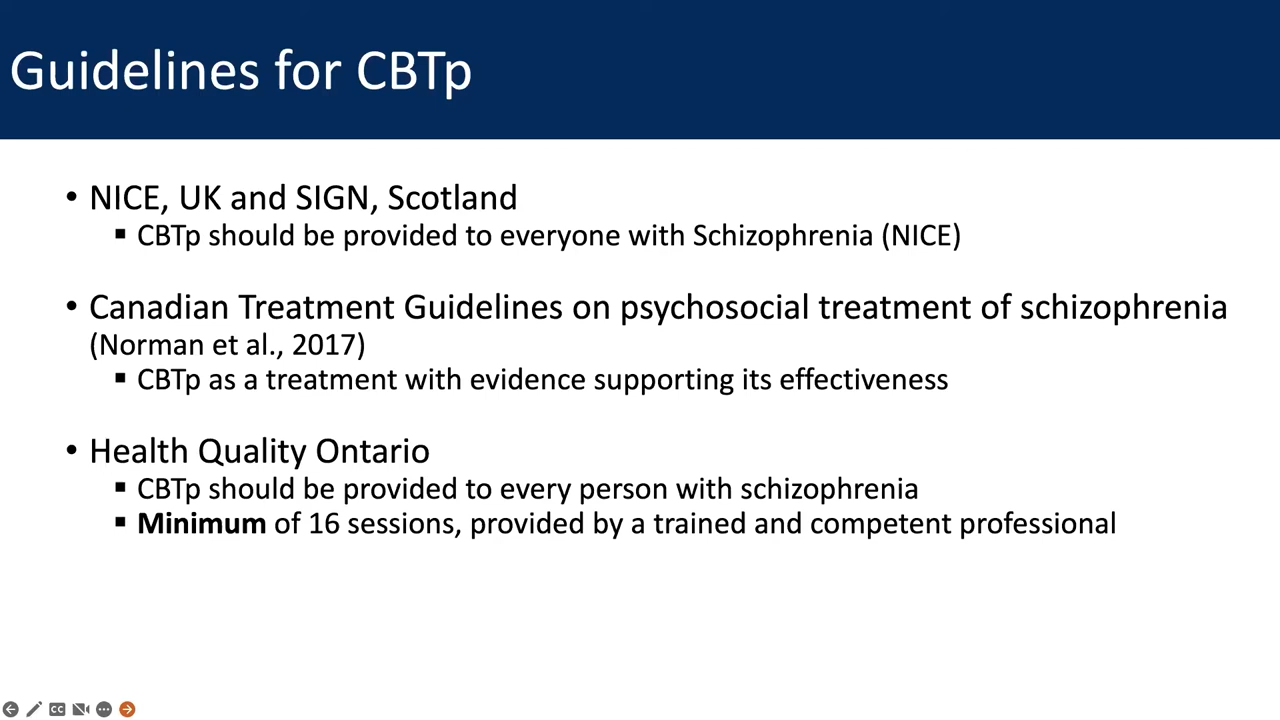 Guidelines for CBTp
• NICE, UK and SIGN, Scotland
▪ CBTp should be provided to everyone with Schizophrenia (NICE)
• Canadian Treatment Guidelines on psychosocial treatment of schizophrenia
(Norman et al., 2017)
▪ CBTp as a treatment with evidence supporting its effectiveness
• Health Quality Ontario
▪ CBTp should be provided to every person with schizophrenia
▪ Minimum of 16 sessions, provided by a trained and competent professional
CC